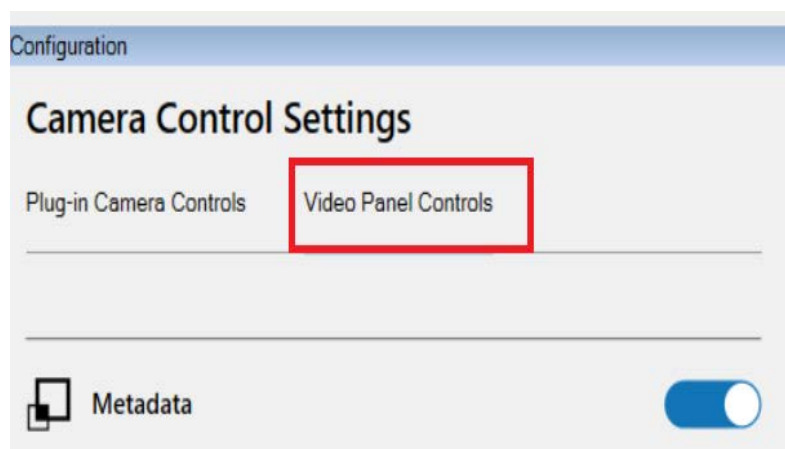 Configuration
Camera Control Settings
Plug-in Camera Controls Video Panel Controls
Metadata